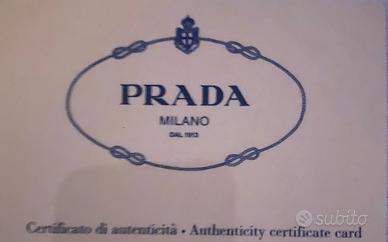 PRADA
MILANO
DAL 1913
Certificato di autenticità • Authenticity certificate card
subito